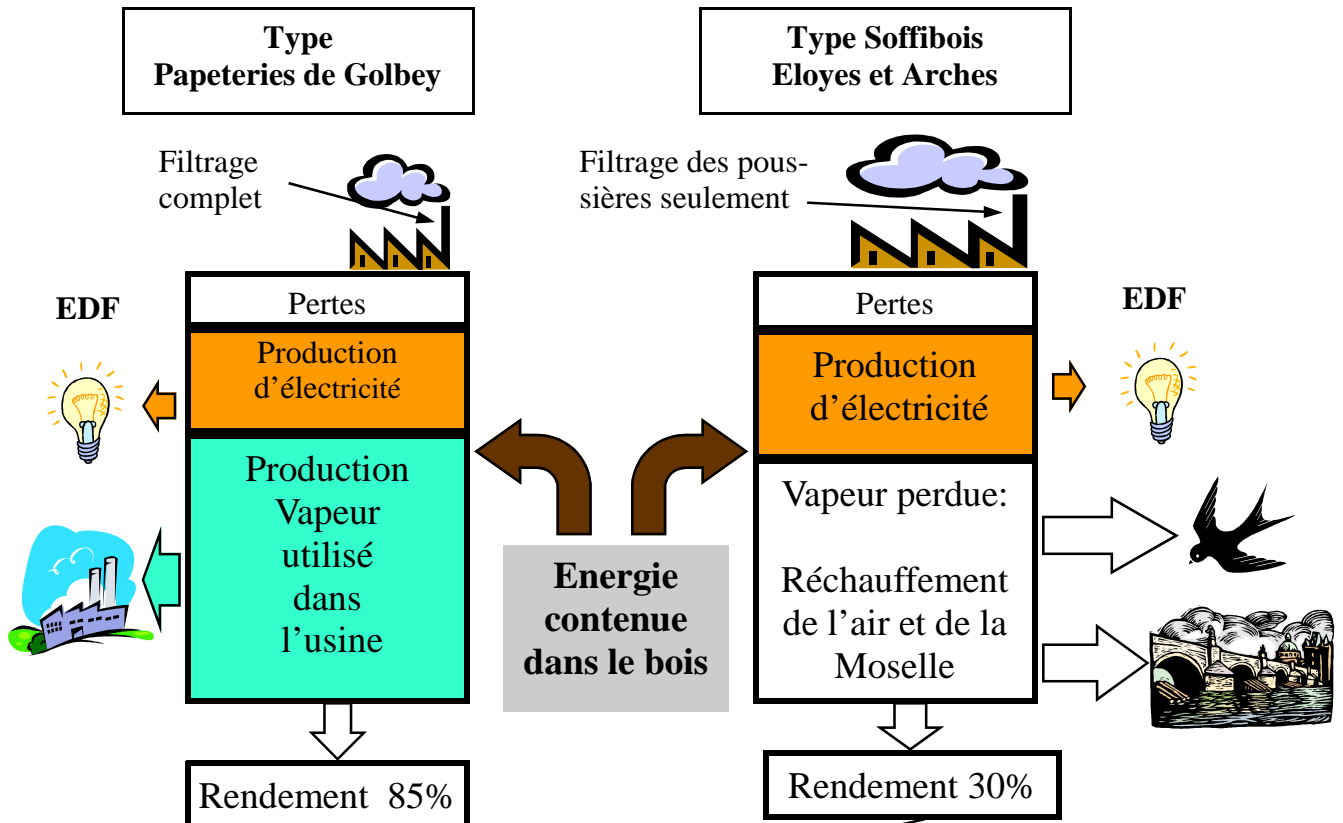 Type
Papeteries de Golbey
Type Soffibois
Eloyes et Arches
Filtrage
complet
Filtrage des pous-
sières seulement
EDF
Pertes
Production
d’électricité
Production
Vapeur
utilisé
dans
l’usine
Rendement 85%
Energie
contenue
dans le bois
Pertes
EDF
Production
d’électricité
Vapeur perdue:
Réchauffement
de l’air et de la
Moselle
Rendement 30%